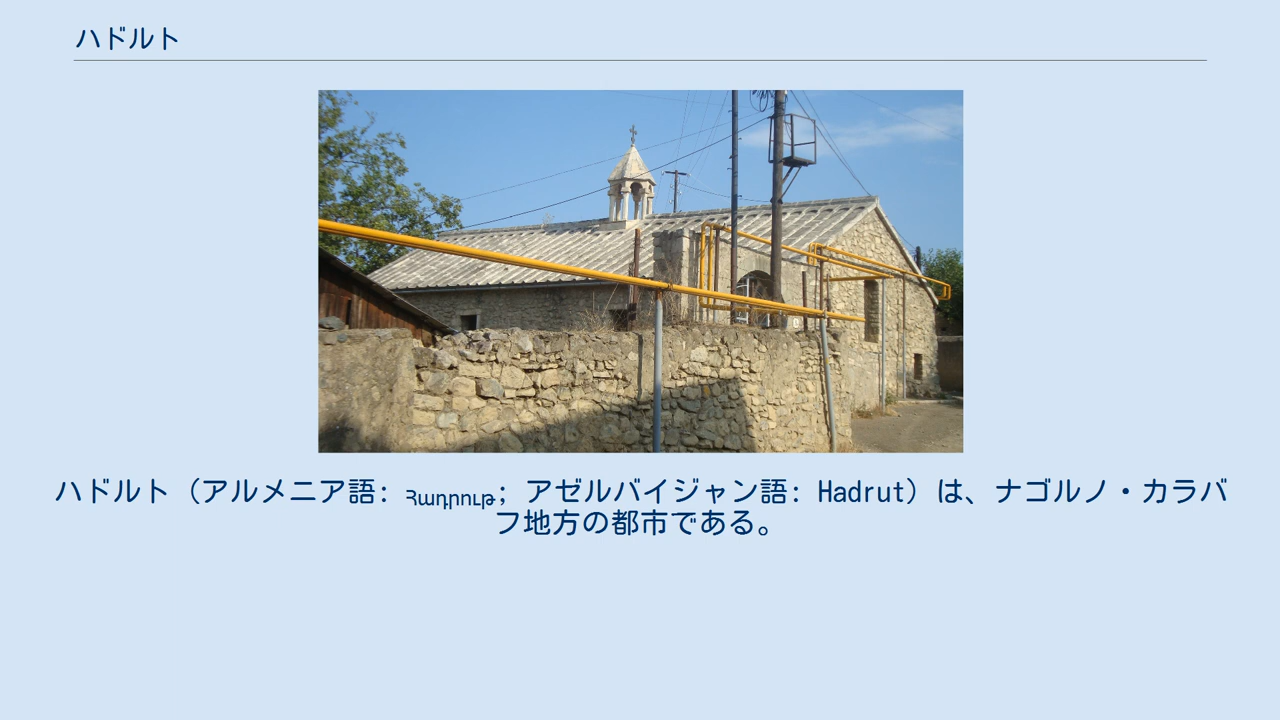 ハドルト
ハドルト（アルメニア語: Հադրութ; アゼルバイジャン語: Hadrut）は、ナゴルノ・カラバ
フ地方の都市である。